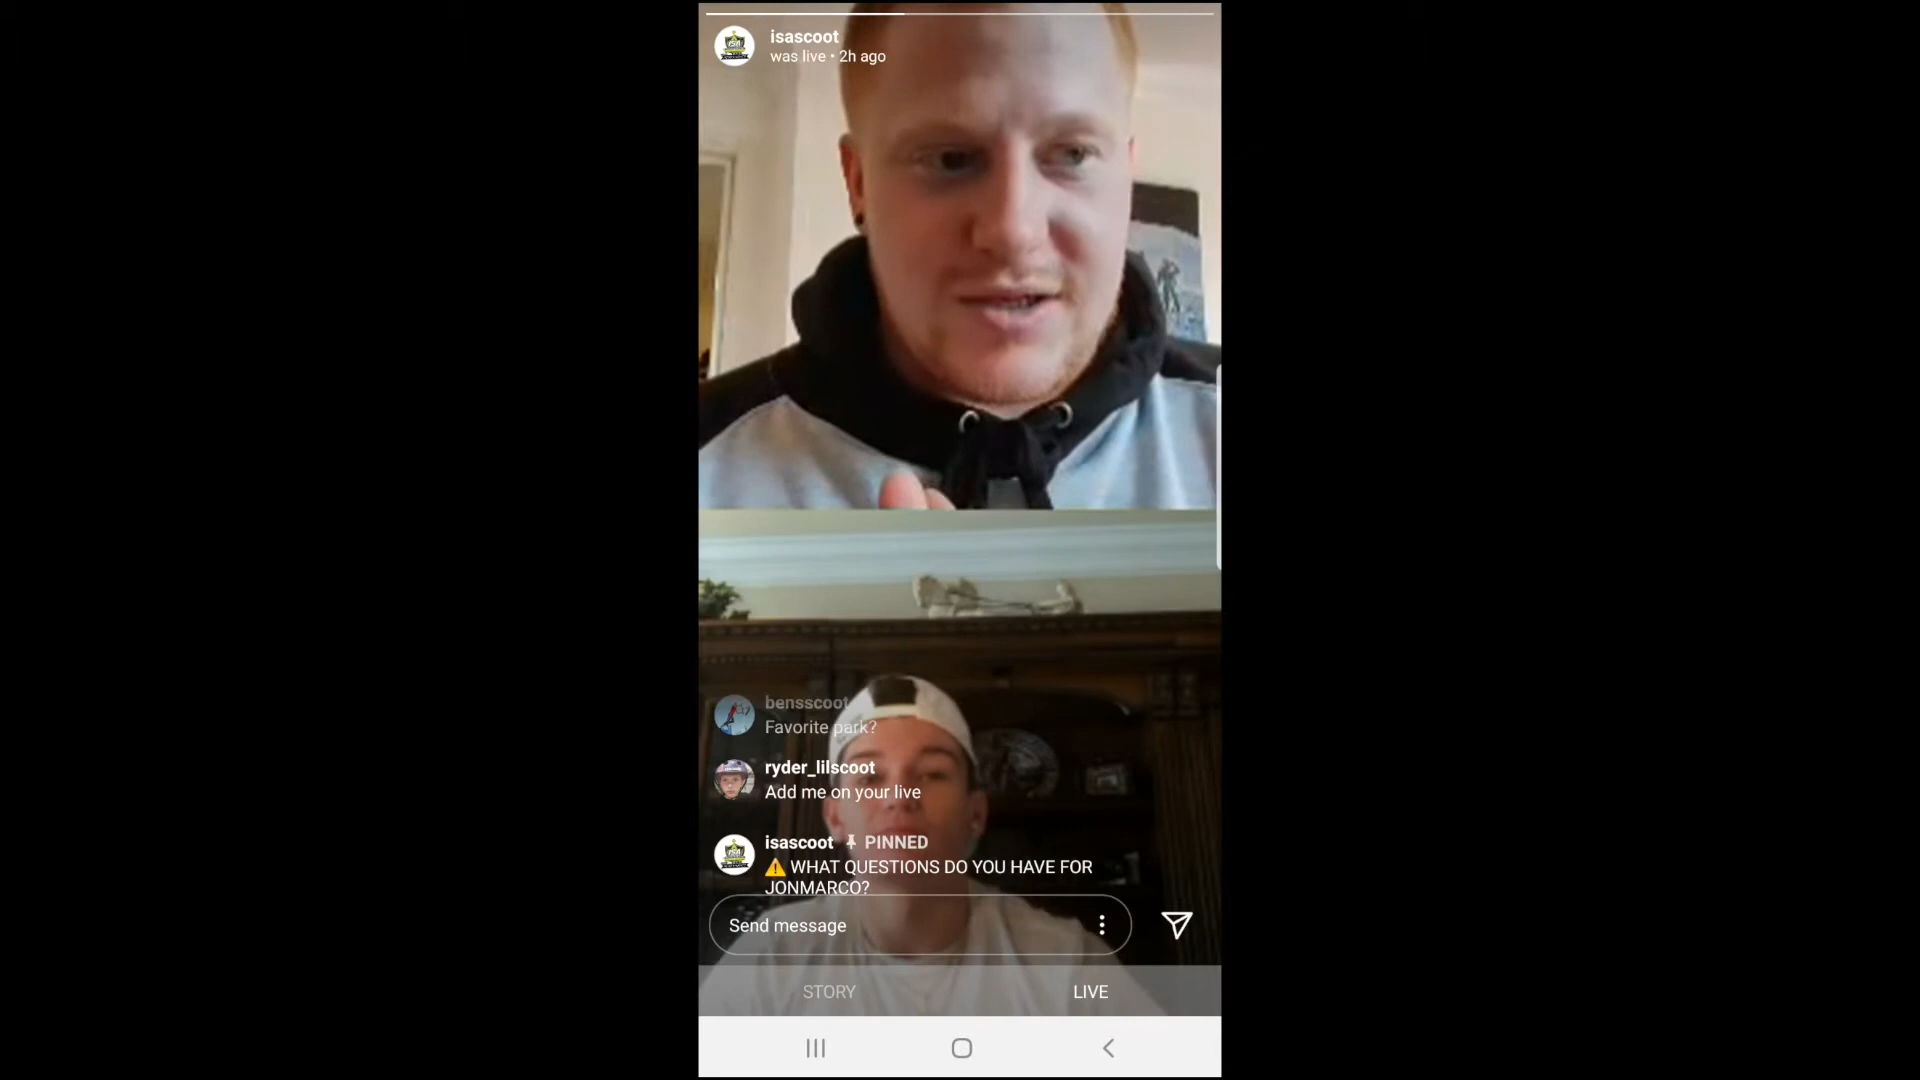 isascoot
was live • 2h ago
bensscoot
Favorite park?
ryder_lilscoot
Add me on your live
isascoot PINNED
⚠️ WHAT QUESTIONS DO YOU HAVE FOR
JONMARCO?
Send message
STORY
LIVE